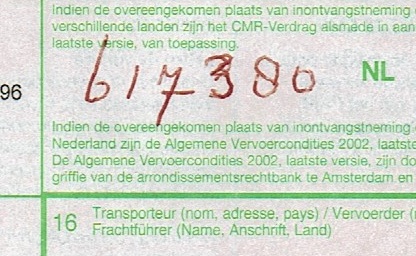 Indien de overeengekomen plaats van inontvangstneming
verschillende landen zijn het CMR-Verdrag alsmede in aan
laatste versie, van toepassing.
617380
NL
96
Indien de overeengekomen plaats van inontvangstneming
Nederland zijn de Algemene Vervoercondities 2002, laatste
De Algemene Vervoercondities 2002, laatste versie, zijn
griffie van de arrondissementsrechtbank te Amsterdam en
16 Transporteur (nom, adresse, pays) / Vervoerder
Frachtführer (Name, Anschrift, Land)